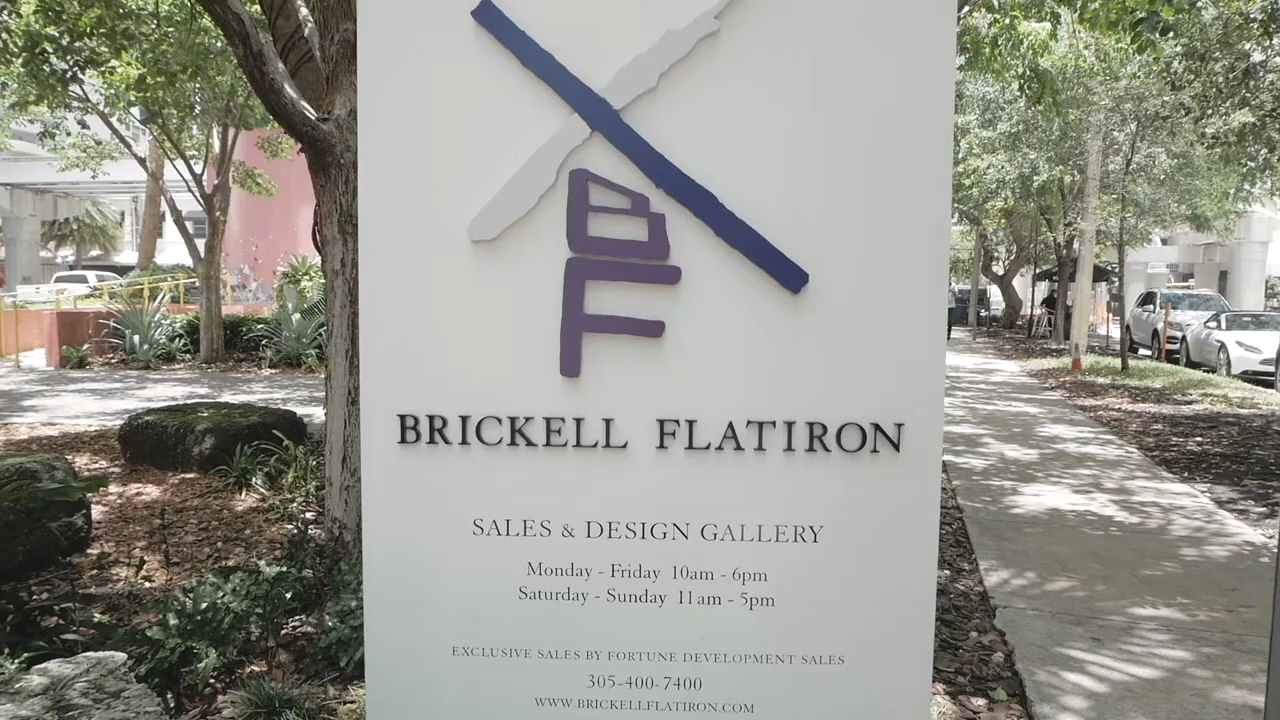 BF
BRICKELL FLATIRON
SALES & DESIGN GALLERY
Monday - Friday 10am - 6pm
Saturday - Sunday 11am - 5pm
EXCLUSIVE SALES BY FORTUNE DEVELOPMENT SALES
305-400-7400
WWW.BRICKELLFLATIRON.COM